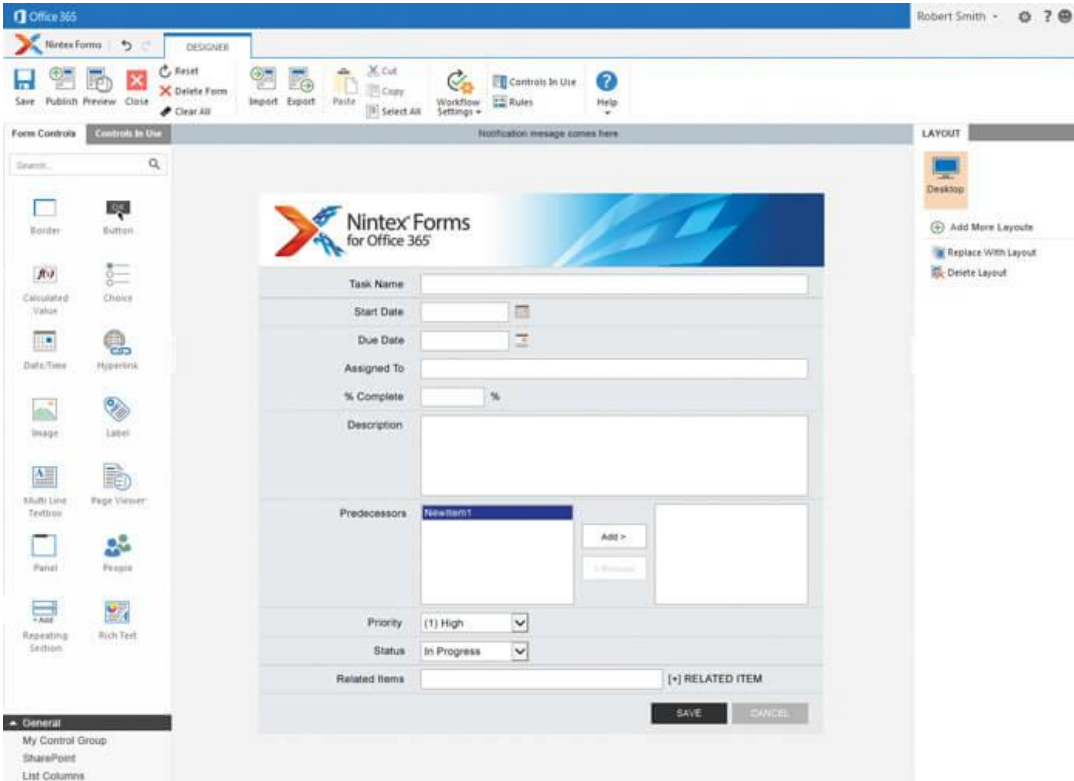 Office 365
Robert Smith
?
Nintex Forms
DESIGNER
Save
Publish
Preview
Close
Reset
Delete Form
Clear All
Import
Export
Paste
Cut
Copy
Select All
Workflow
Settings
Controls In Use
Rules
?
Help
Form Controls
Controls In Use
Notification mesage comes here
LAYOUT
Search...
Desktop
Add More Layouts
Replace With Layout
Delete Layout
Border
OK
Button
f(x)
Calculated
Value
Choice
Date/Time
Hyperlink
Image
Label
Multi Line
Textbox
Page Viewer
Panel
People
+ Add
Repeating
Section
Rich Text
General
My Control Group
SharePoint
List Columns
Nintex® Forms
for Office 365®
Task Name
Start Date
Due Date
Assigned To
% Complete
%
Description
Predecessors
NewItem1
Add >
< Remove
Priority
(1) High
Status
In Progress
Related Items
[+] RELATED ITEM
SAVE
CANCEL